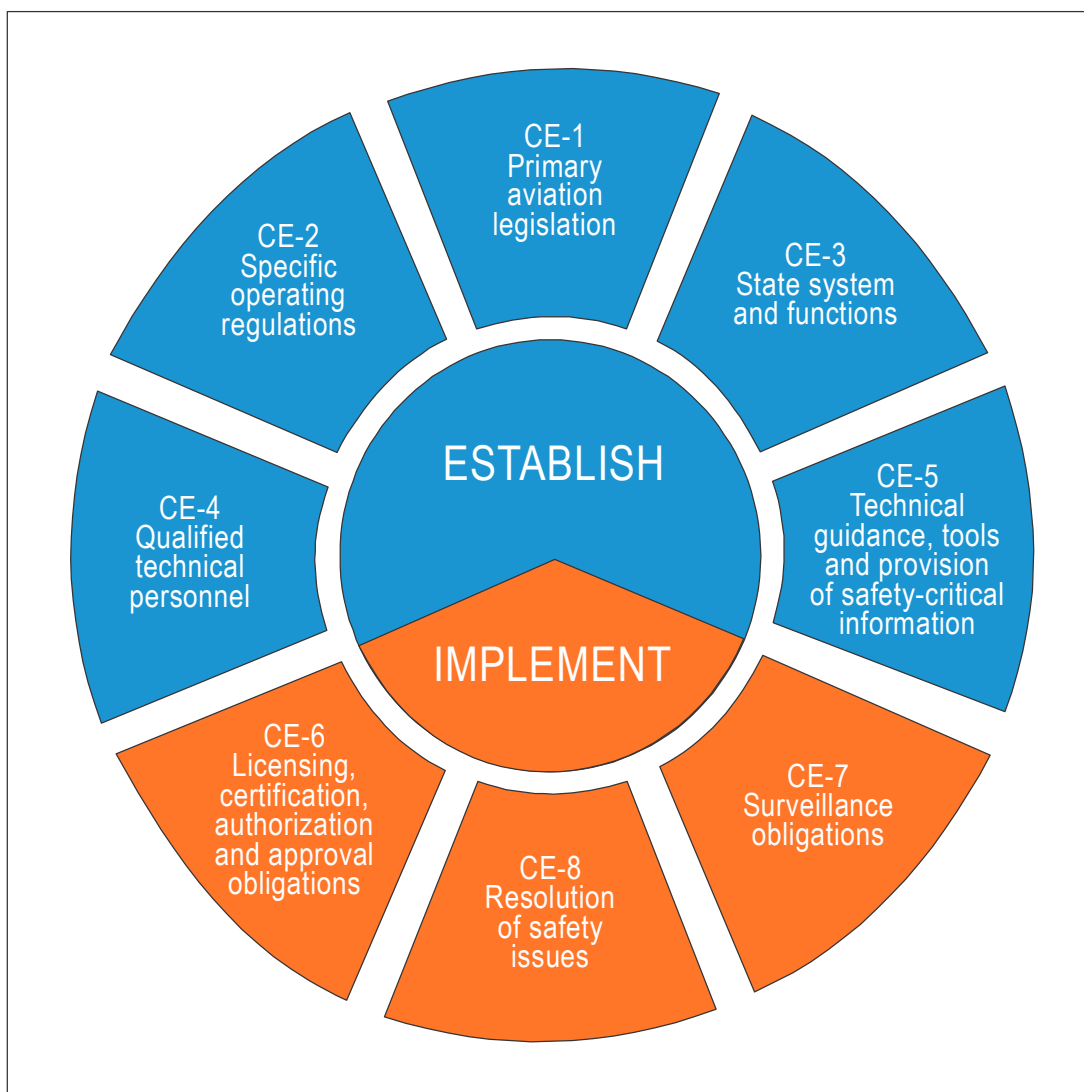 CE-1
Primary
aviation
legislation
CE-2
Specific
operating
regulations
CE-3
State system
and functions
ESTABLISH
CE-4
Qualified
technical
personnel
CE-5
Technical
guidance, tools
and provision
of safety-critical
information
IMPLEMENT
CE-6
Licensing,
certification,
authorization
and approval
obligations
CE-7
Surveillance
obligations
CE-8
Resolution
of safety
issues